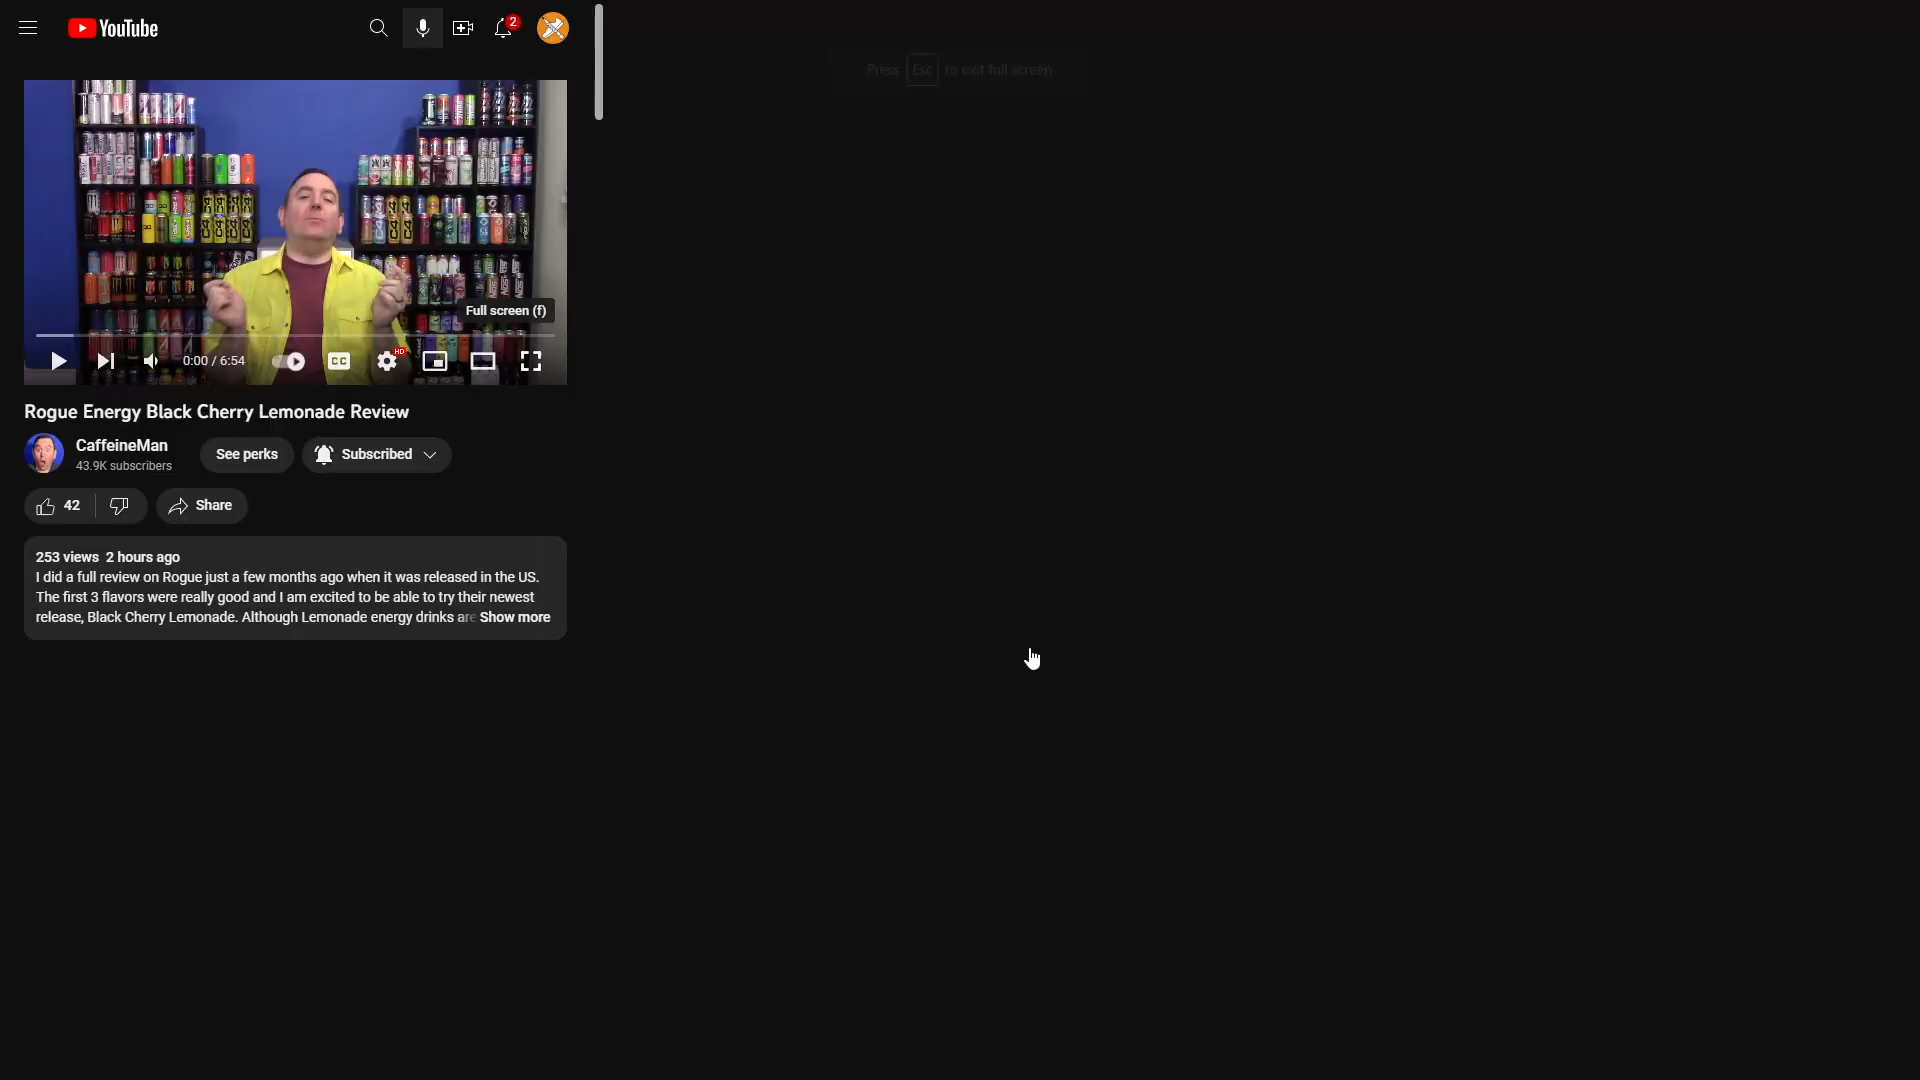 YouTube
2
Press Esc to exit full screen
Full screen (f)
0:00 / 6:54
CC
HD
Rogue Energy Black Cherry Lemonade Review
CaffeineMan
43.9K subscribers
See perks
Subscribed
42
Share
253 views 2 hours ago
I did a full review on Rogue just a few months ago when it was released in the US.
The first 3 flavors were really good and I am excited to be able to try their newest
release, Black Cherry Lemonade. Although Lemonade energy drinks are Show more